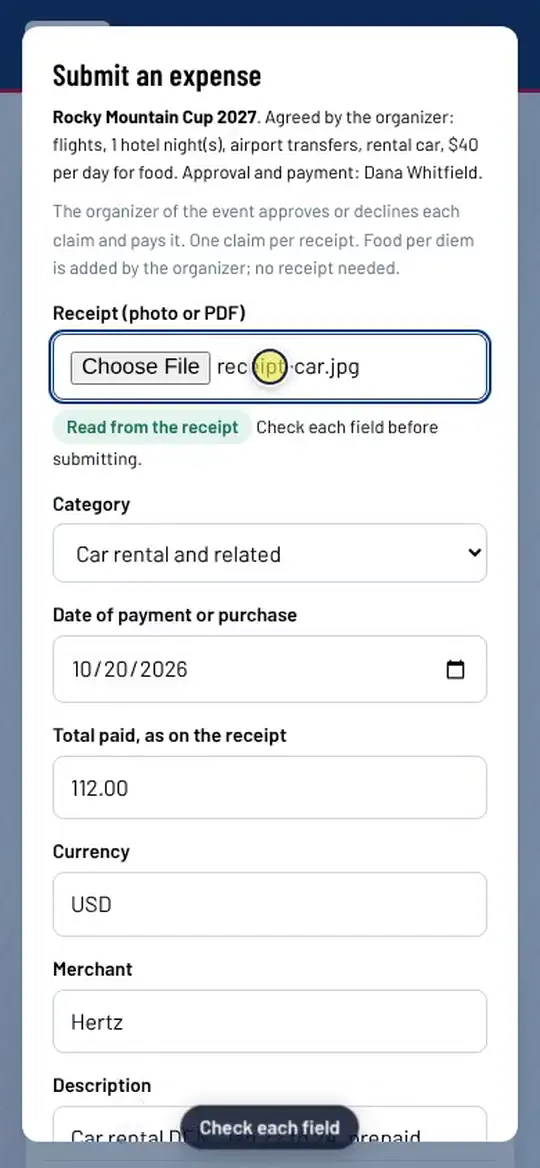 Submit an expense
Rocky Mountain Cup 2027. Agreed by the organizer:
flights, 1 hotel night(s), airport transfers, rental car, $40
per day for food. Approval and payment: Dana Whitfield.
The organizer of the event approves or declines each
claim and pays it. One claim per receipt. Food per diem
is added by the organizer; no receipt needed.
Receipt (photo or PDF)
Choose File receipt-car.jpg
Read from the receipt Check each field before
submitting.
Category
Car rental and related
Date of payment or purchase
10/20/2026
Total paid, as on the receipt
112.00
Currency
USD
Merchant
Hertz
Description
Car rental prepaid
Check each field